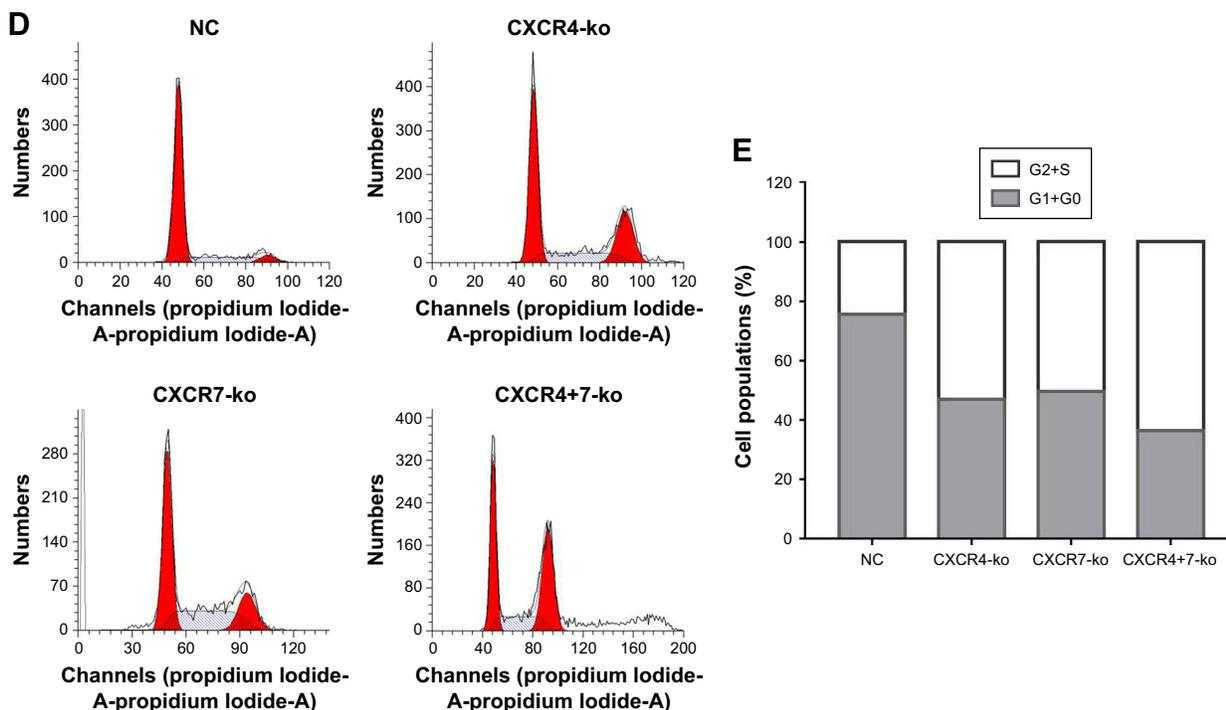 D
NC
Numbers
400
300
200
100
0
0 20 40 60 80 100 120
Channels (propidium Iodide-
A-propidium Iodide-A)
CXCR4-ko
Numbers
400
300
200
100
0
0 20 40 60 80 100 120
Channels (propidium Iodide-
A-propidium Iodide-A)
CXCR7-ko
Numbers
280
210
140
70
0
0 30 60 90 120
Channels (propidium Iodide-
A-propidium Iodide-A)
CXCR4+7-ko
Numbers
400
320
240
160
80
0
0 40 80 120 160 200
Channels (propidium Iodide-
A-propidium Iodide-A)
E
G2+S
G1+G0
Cell populations (%)
120
100
80
60
40
20
0
NC CXCR4-ko CXCR7-ko CXCR4+7-ko